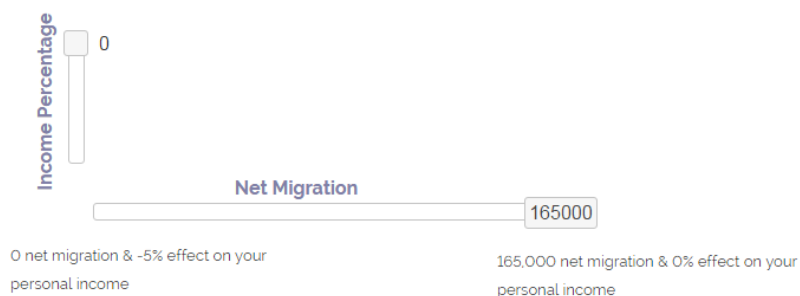 Income Percentage
0
Net Migration
165000
0 net migration & -5% effect on your
personal income
165,000 net migration & 0% effect on your
personal income